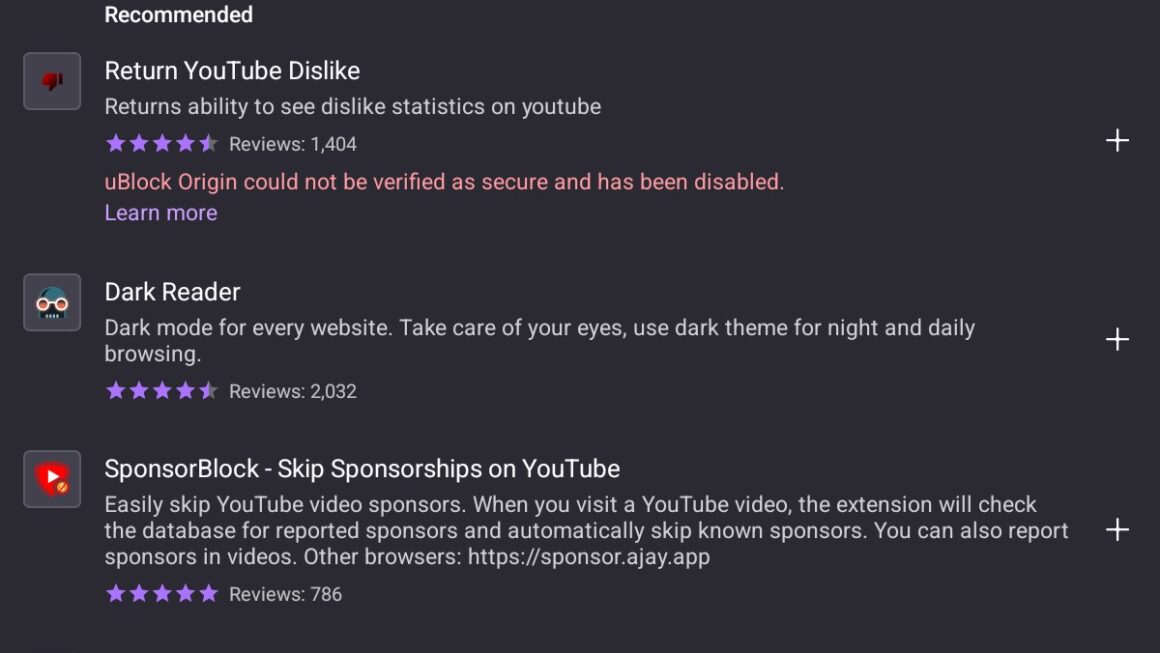 Recommended
Return YouTube Dislike
Returns ability to see dislike statistics on youtube
Reviews: 1,404
uBlock Origin could not be verified as secure and has been disabled.
Learn more
Dark Reader
Dark mode for every website. Take care of your eyes, use dark theme for night and daily
browsing.
Reviews: 2,032
SponsorBlock - Skip Sponsorships on YouTube
Easily skip YouTube video sponsors. When you visit a YouTube video, the extension will check
the database for reported sponsors and automatically skip known sponsors. You can also report
sponsors in videos. Other browsers: https://sponsor.ajay.app
Reviews: 786